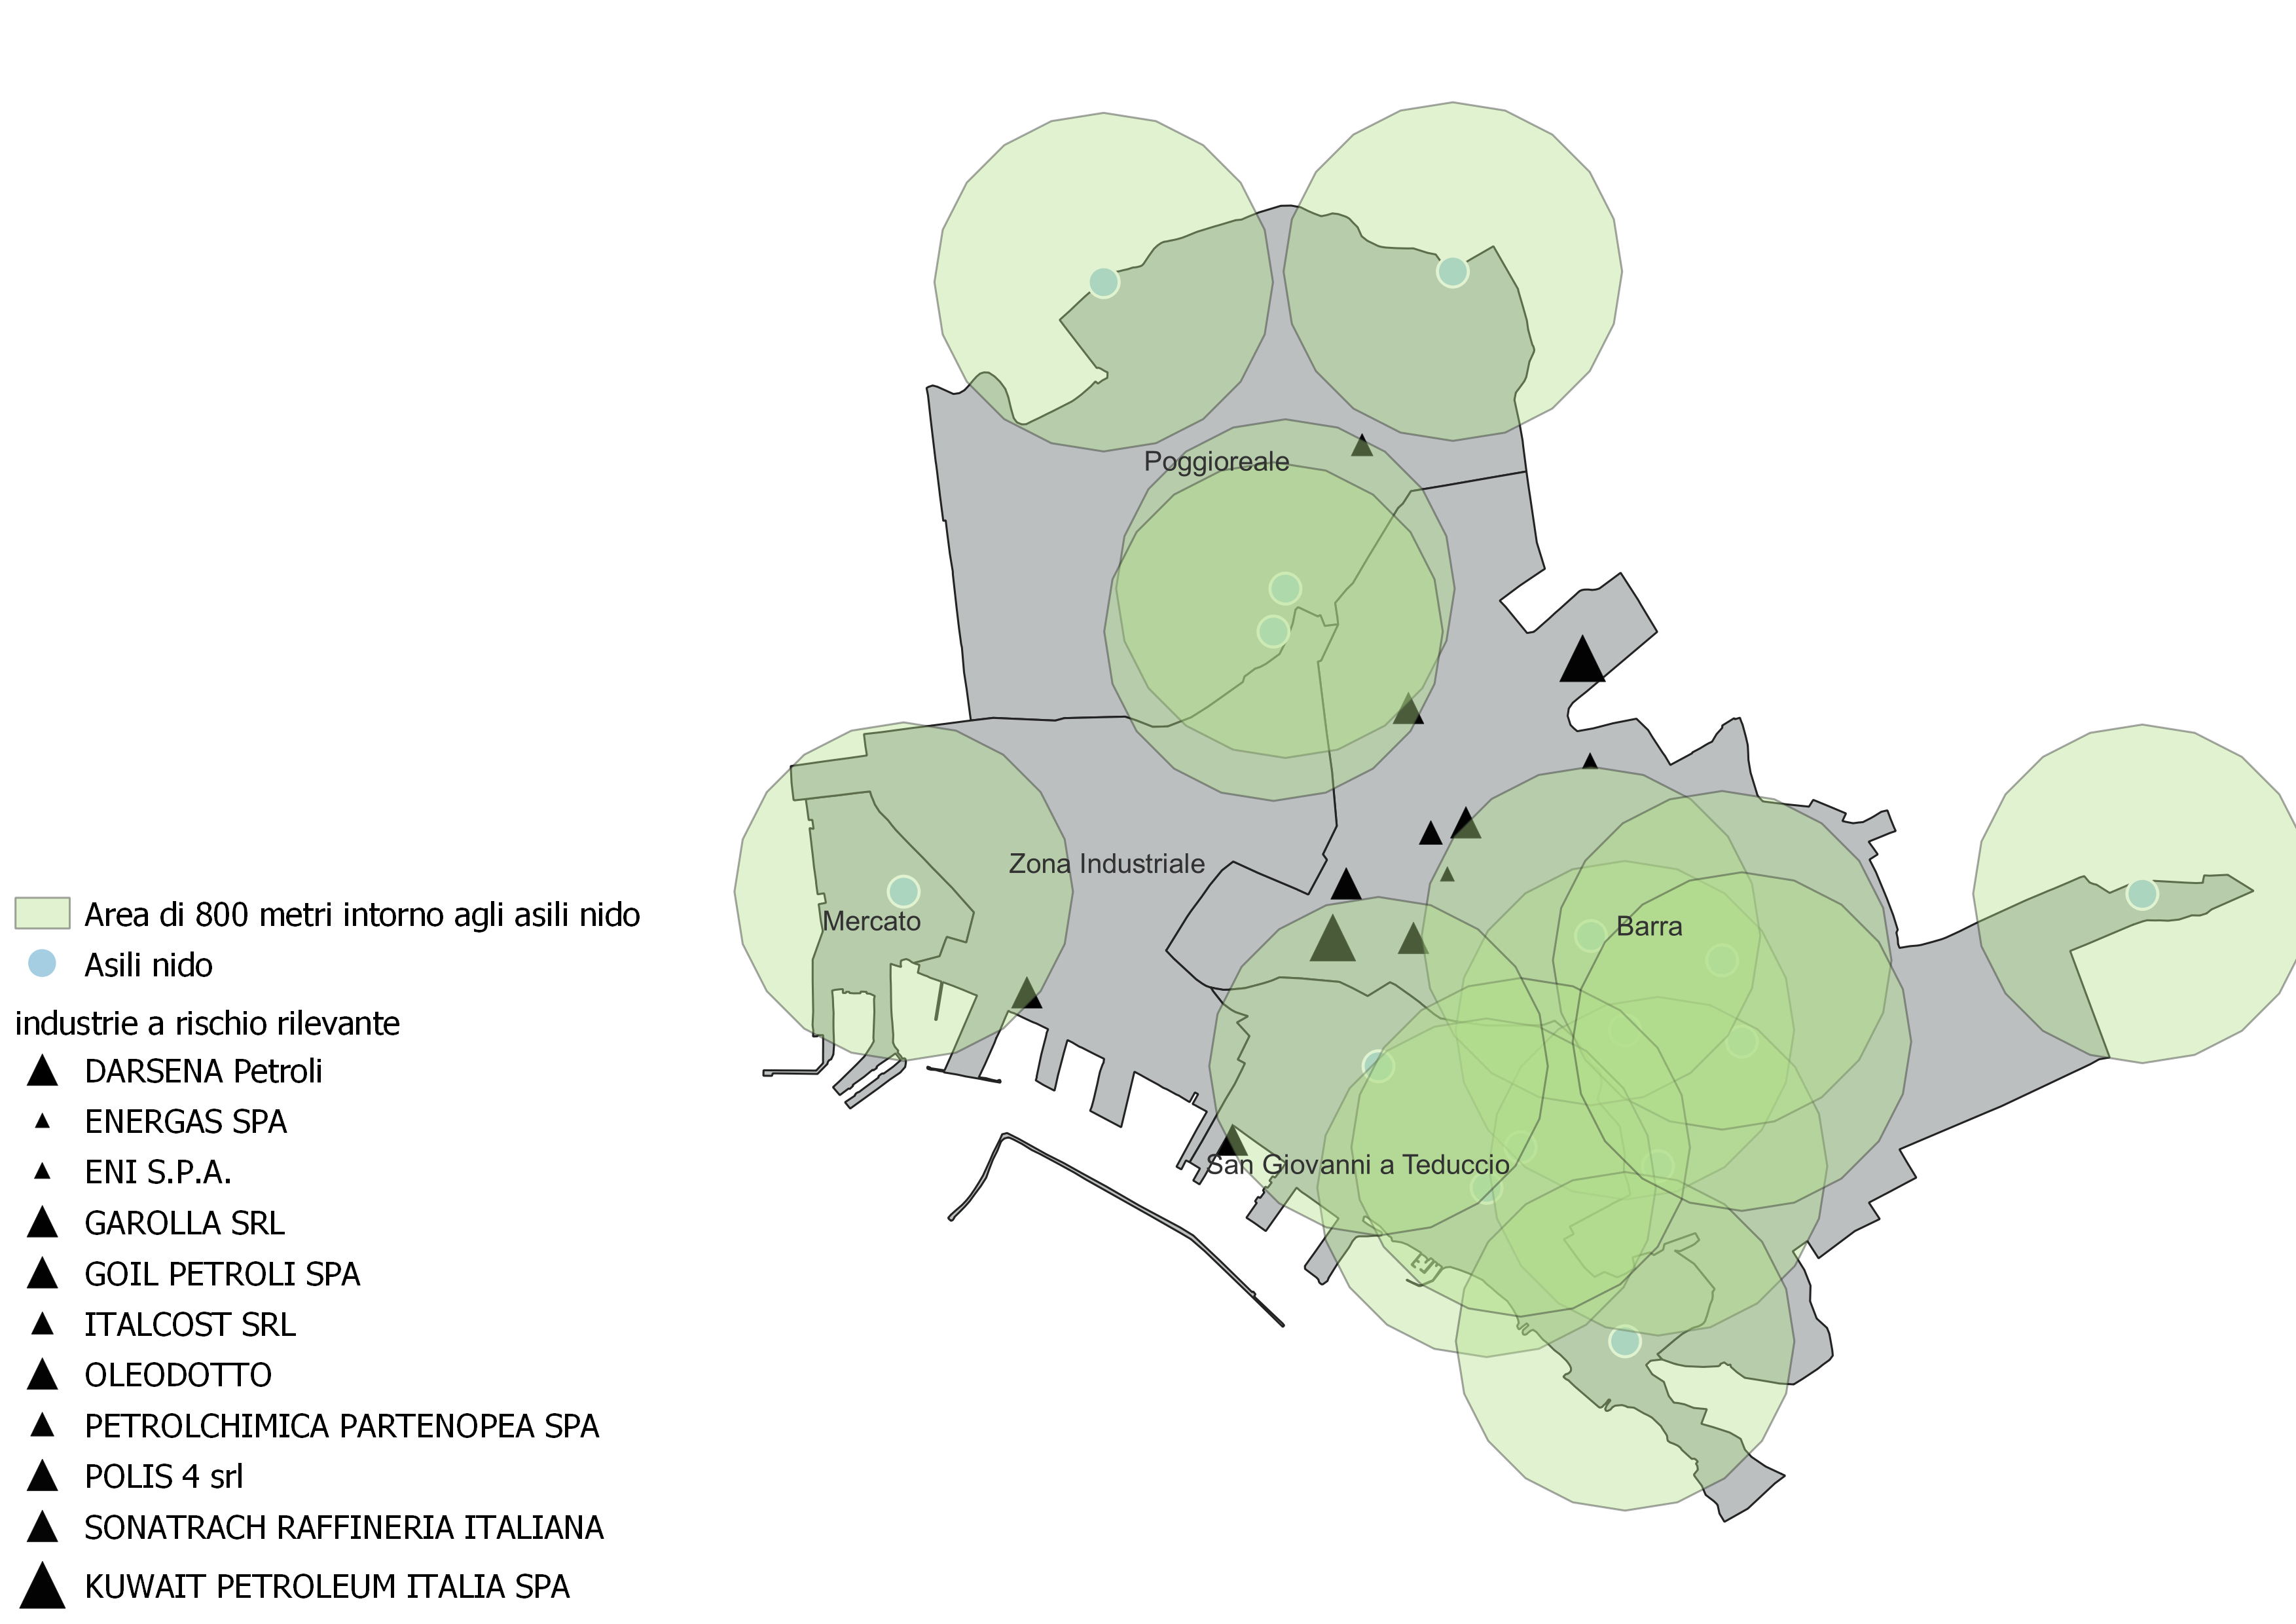 Poggioreale
Zona Industriale
Mercato
Barra
San Giovanni a Teduccio
Area di 800 metri intorno agli asili nido
Asili nido
industrie a rischio rilevante
DARSENA Petroli
ENERGAS SPA
ENI S.P.A.
GAROLLA SRL
GOIL PETROLI SPA
ITALCOST SRL
OLEODOTTO
PETROLCHIMICA PARTENOPEA SPA
POLIS 4 srl
SONATRACH RAFFINERIA ITALIANA
KUWAIT PETROLEUM ITALIA SPA